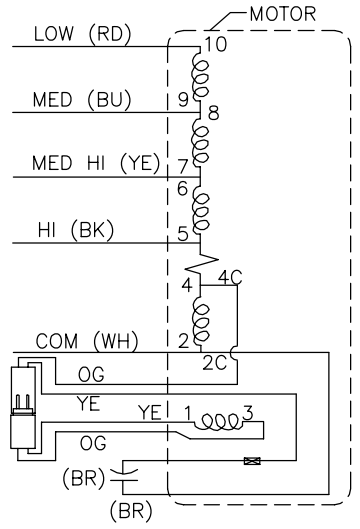 MOTOR
LOW (RD)
10
MED (BU)
9
8
MED HI (YE)
7
6
HI (BK)
5
4
4C
COM (WH)
2
2C
OG
YE
YE
1
3
OG
(BR)
(BR)